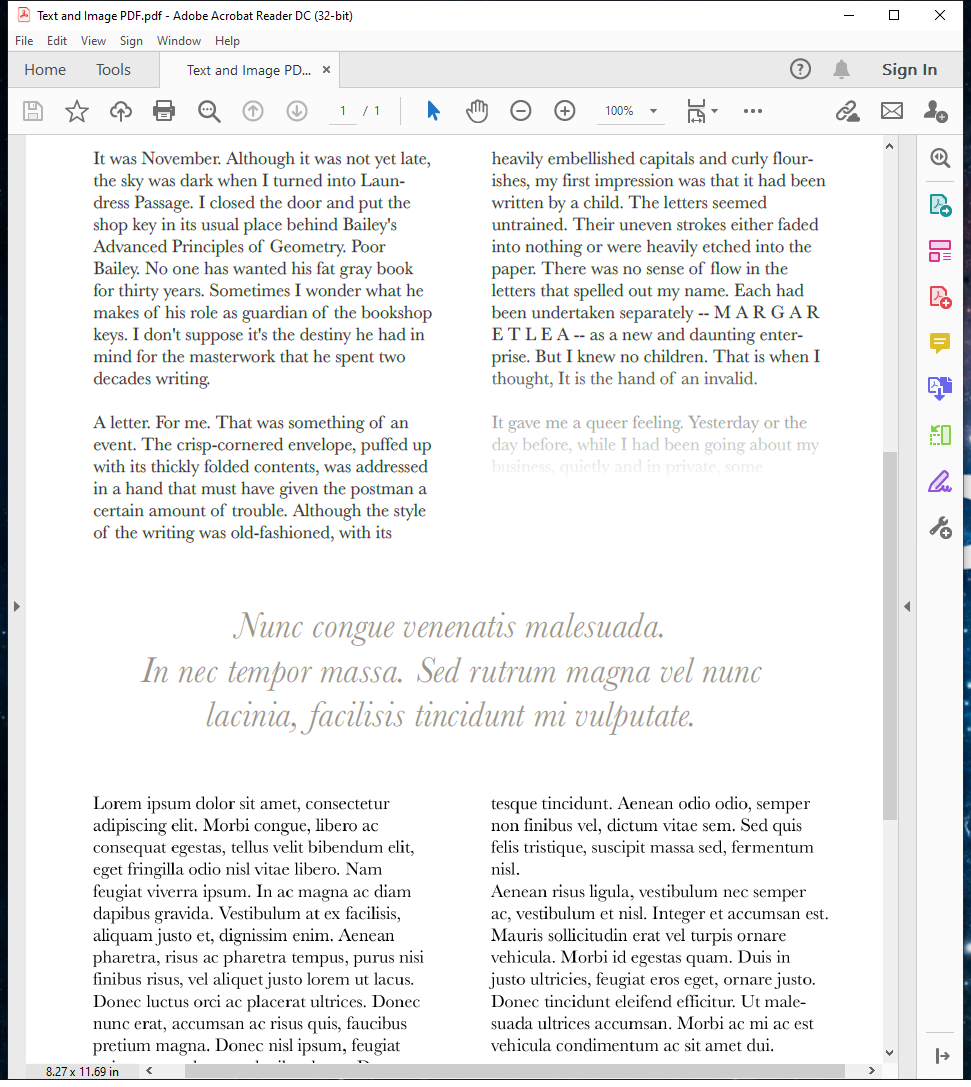 Text and Image PDF.pdf - Adobe Acrobat Reader DC (32-bit)
File Edit View Sign Window Help
Home Tools Text and Image PD... × Sign In
1 / 1 100%
It was November. Although it was not yet late,
the sky was dark when I turned into Laun-
dress Passage. I closed the door and put the
shop key in its usual place behind Bailey's
Advanced Principles of Geometry. Poor
Bailey. No one has wanted his fat gray book
for thirty years. Sometimes I wonder what he
makes of his role as guardian of the bookshop
keys. I don't suppose it's the destiny he had in
mind for the masterwork that he spent two
decades writing.
A letter. For me. That was something of an
event. The crisp-cornered envelope, puffed up
with its thickly folded contents, was addressed
in a hand that must have given the postman a
certain amount of trouble. Although the style
of the writing was old-fashioned, with its
heavily embellished capitals and curly flour-
ishes, my first impression was that it had been
written by a child. The letters seemed
untrained. Their uneven strokes either faded
into nothing or were heavily etched into the
paper. There was no sense of flow in the
letters that spelled out my name. Each had
been undertaken separately -- M A R G A R
E T L E A -- as a new and daunting enter-
prise. But I knew no children. That is when I
thought, It is the hand of an invalid.
It gave me a queer feeling. Yesterday or the
day before, while I had been going about my
business, quietly and in private, some
Nunc congue venenatis malesuada.
In nec tempor massa. Sed rutrum magna vel nunc
lacinia, facilisis tincidunt mi vulputate.
Lorem ipsum dolor sit amet, consectetur
adipiscing elit. Morbi congue, libero ac
consequat egestas, tellus velit bibendum elit,
eget fringilla odio nisl vitae libero. Nam
feugiat viverra ipsum. In ac magna ac diam
dapibus gravida. Vestibulum at ex facilisis,
aliquam justo et, dignissim enim. Aenean
pharetra, risus ac pharetra tempus, purus nisi
finibus risus, vel aliquet justo lorem ut lacus.
Donec luctus orci ac placerat ultrices. Donec
nunc erat, accumsan ac risus quis, faucibus
pretium magna. Donec nisl ipsum, feugiat
tesque tincidunt. Aenean odio odio, semper
non finibus vel, dictum vitae sem. Sed quis
felis tristique, suscipit massa sed, fermentum
nisl.
Aenean risus ligula, vestibulum nec semper
ac, vestibulum et nisl. Integer et accumsan est.
Mauris sollicitudin erat vel turpis ornare
vehicula. Morbi id egestas quam. Duis in
justo ultricies, feugiat eros eget, ornare justo.
Donec tincidunt eleifend efficitur. Ut male-
suada ultrices accumsan. Morbi ac mi ac est
vehicula condimentum ac sit amet dui.
8.27 x 11.69 in